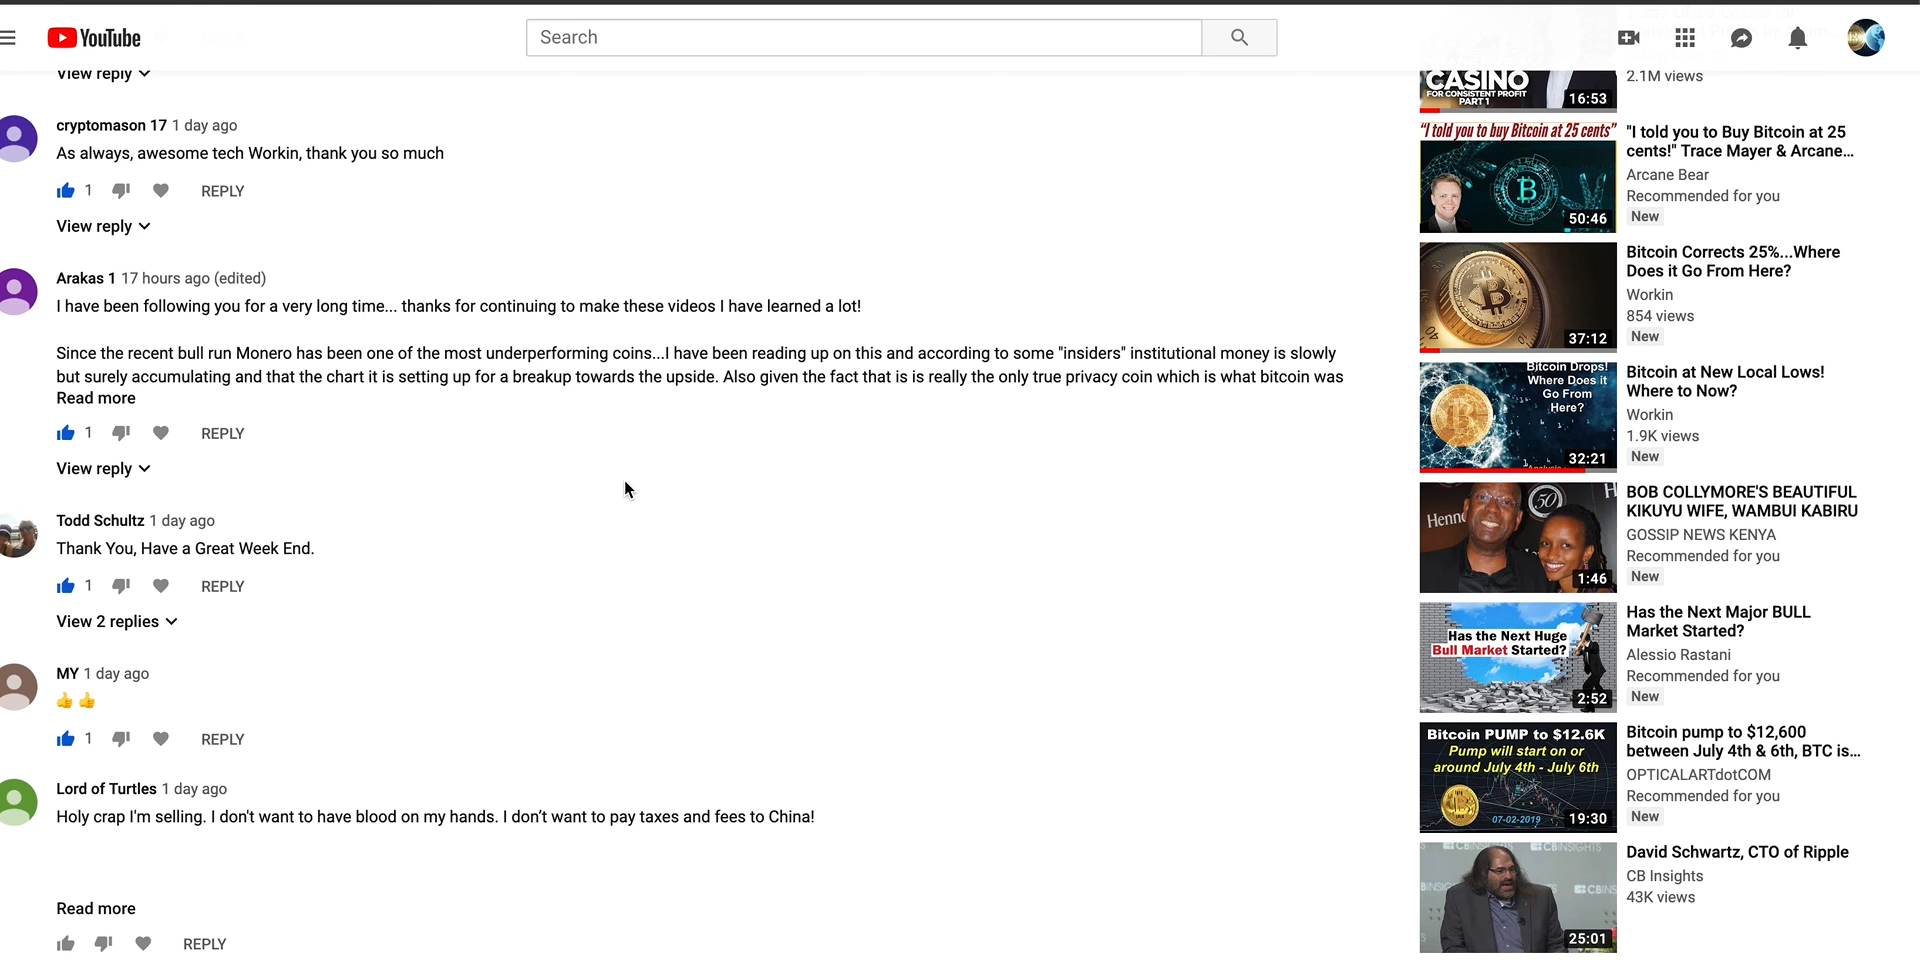 YouTube
Search
View reply
cryptomason 17 1 day ago
As always, awesome tech Workin, thank you so much
1 REPLY
View reply
Arakas 1 17 hours ago (edited)
I have been following you for a very long time... thanks for continuing to make these videos I have learned a lot!
Since the recent bull run Monero has been one of the most underperforming coins...I have been reading up on this and according to some "insiders" institutional money is slowly
but surely accumulating and that the chart it is setting up for a breakup towards the upside. Also given the fact that is is really the only true privacy coin which is what bitcoin was
Read more
1 REPLY
View reply
Todd Schultz 1 day ago
Thank You, Have a Great Week End.
1 REPLY
View 2 replies
MY 1 day ago
👍 👍
1 REPLY
Lord of Turtles 1 day ago
Holy crap I'm selling. I don't want to have blood on my hands. I don’t want to pay taxes and fees to China!
Read more
REPLY
CASINO
FOR CONSISTENT PROFIT
PART 1
16:53
2.1M views
"I told you to buy Bitcoin at 25 cents"
50:46
"I told you to Buy Bitcoin at 25
cents!" Trace Mayer & Arcane...
Arcane Bear
Recommended for you
New
37:12
Bitcoin Corrects 25%...Where
Does it Go From Here?
Workin
854 views
New
Bitcoin Drops!
Where Does it
Go From
Here?
32:21
Bitcoin at New Local Lows!
Where to Now?
Workin
1.9K views
New
Henn
50
H
1:46
BOB COLLYMORE'S BEAUTIFUL
KIKUYU WIFE, WAMBUI KABIRU
GOSSIP NEWS KENYA
Recommended for you
New
Has the Next Huge
Bull Market Started?
2:52
Has the Next Major BULL
Market Started?
Alessio Rastani
Recommended for you
New
Bitcoin PUMP to $12.6K
Pump will start on or
around July 4th - July 6th
07-02-2019
19:30
Bitcoin pump to $12,600
between July 4th & 6th, BTC is...
OPTICALARTdotCOM
Recommended for you
New
CBINSIGHTS
25:01
David Schwartz, CTO of Ripple
CB Insights
43K views